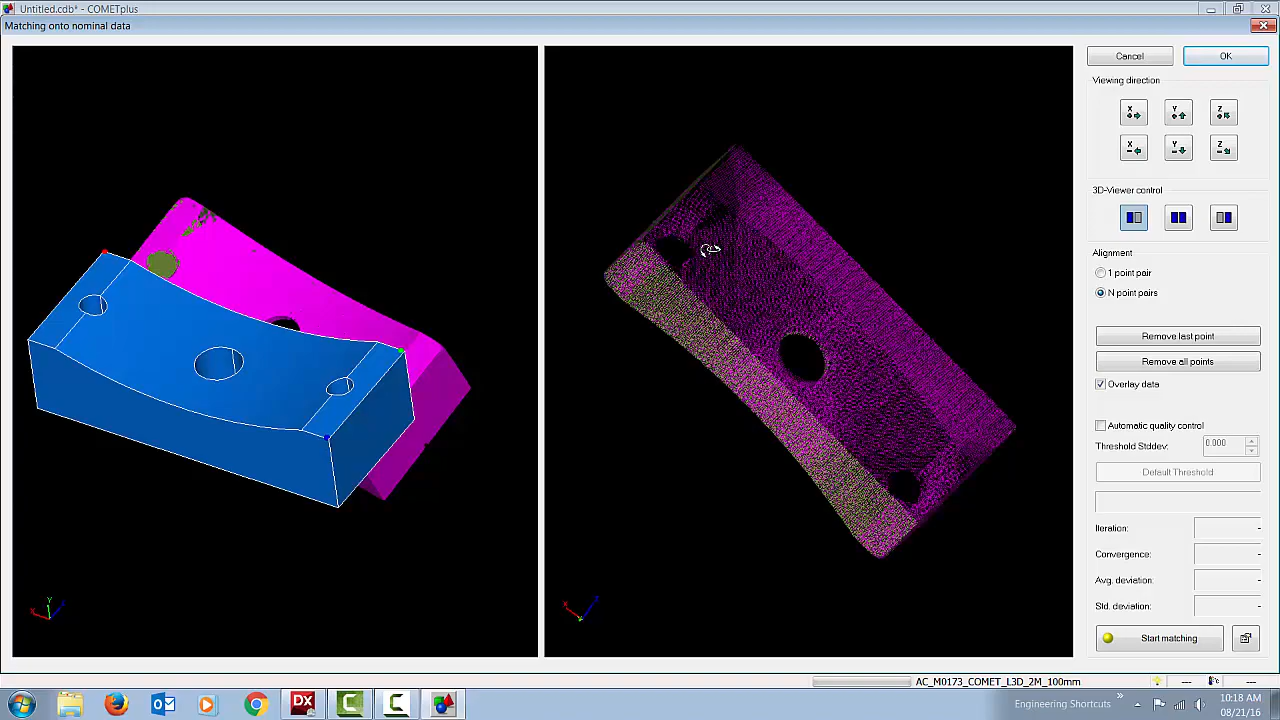 Untitled.cdb* - COMETplus
Matching onto nominal data
Cancel
OK
Viewing direction
X
Y
Z
X
Y
Z
3D-Viewer control
Alignment
1 point pair
N point pairs
Remove last point
Remove all points
Overlay data
Automatic quality control
Threshold Stddev:
0.000
Default Threshold
Iteration:
-
Convergence:
-
Avg. deviation:
-
Std. deviation:
-
Start matching
Y
X
X
Z
AC_M0173_COMET_L3D_2M_100mm
---
---
DX
C
C
Engineering Shortcuts
»
10:18 AM
08/21/16